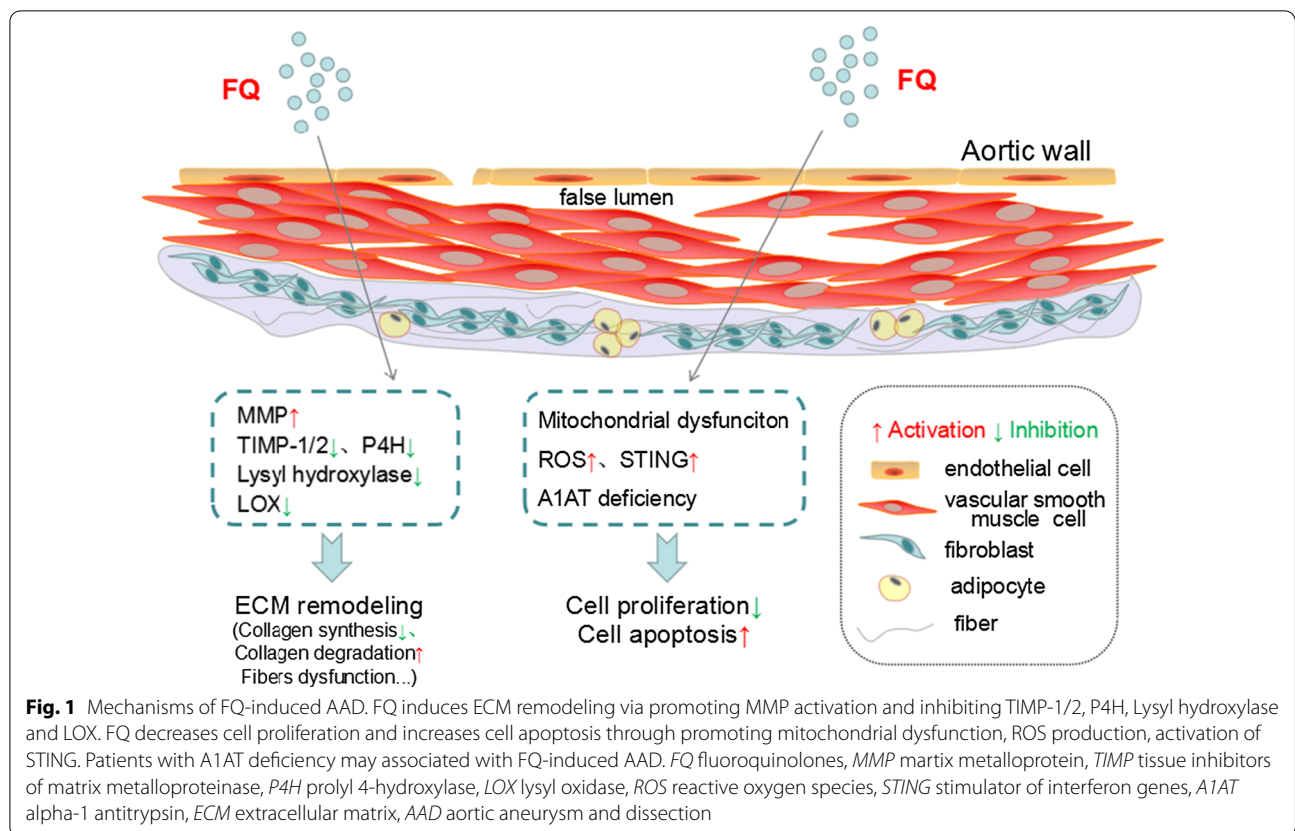 FQ
FQ
Aortic wall
false lumen
MMP↑
TIMP-1/2↓、P4H↓
Lysyl hydroxylase↓
LOX↓
ECM remodeling
(Collagen synthesis↓、
Collagen degradation↑
Fibers dysfunction...)
Mitochondrial dysfunciton
ROS↑、STING↑
A1AT deficiency
Cell proliferation↓
Cell apoptosis↑
↑ Activation ↓ Inhibition
endothelial cell
vascular smooth
muscle cell
fibroblast
adipocyte
fiber
Fig. 1 Mechanisms of FQ-induced AAD. FQ induces ECM remodeling via promoting MMP activation and inhibiting TIMP-1/2, P4H, Lysyl hydroxylase
and LOX. FQ decreases cell proliferation and increases cell apoptosis through promoting mitochondrial dysfunction, ROS production, activation of
STING. Patients with A1AT deficiency may associated with FQ-induced AAD. FQ fluoroquinolones, MMP martix metalloprotein, TIMP tissue inhibitors
of matrix metalloproteinase, P4H prolyl 4-hydroxylase, LOX lysyl oxidase, ROS reactive oxygen species, STING stimulator of interferon genes, A1AT
alpha-1 antitrypsin, ECM extracellular matrix, AAD aortic aneurysm and dissection